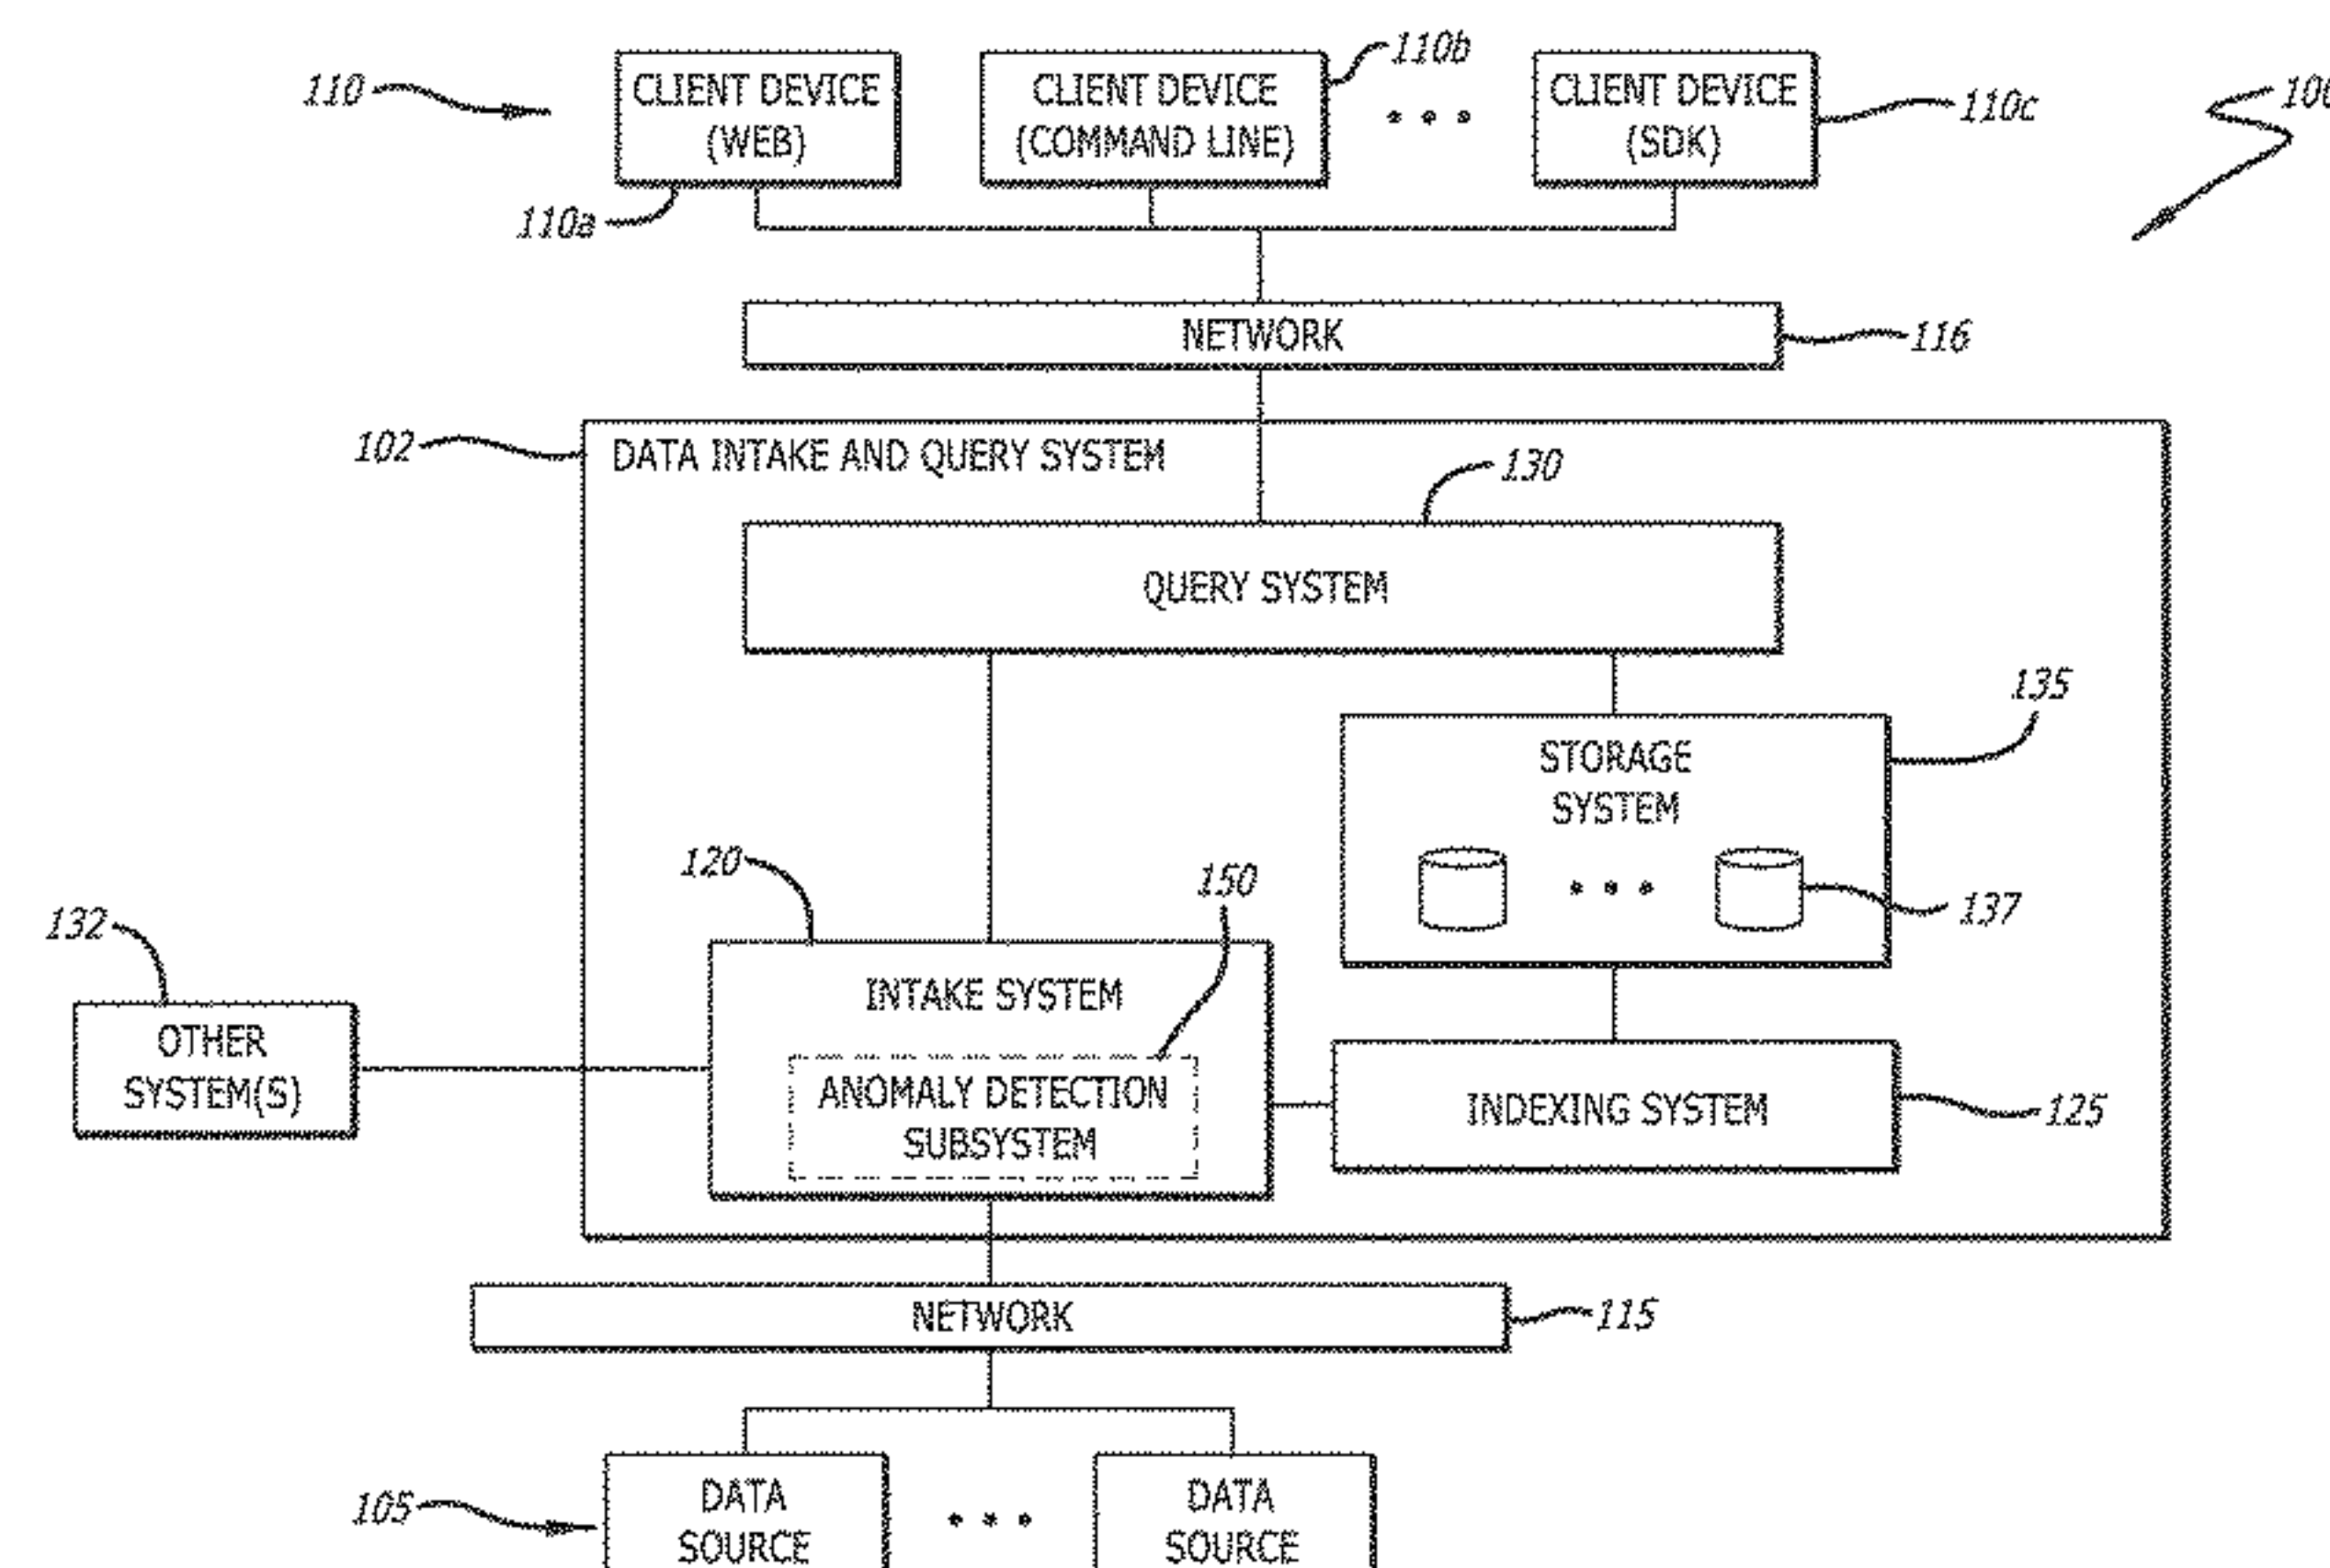 110
CLIENT DEVICE
(WEB)
110a
CLIENT DEVICE
(COMMAND LINE)
110b
CLIENT DEVICE
(SDK)
110c
NETWORK
116
102
DATA INTAKE AND QUERY SYSTEM
130
QUERY SYSTEM
135
STORAGE
SYSTEM
137
120
150
INTAKE SYSTEM
ANOMALY DETECTION
SUBSYSTEM
132
OTHER
SYSTEM(S)
INDEXING SYSTEM
125
NETWORK
115
105
DATA
SOURCE
DATA
SOURCE